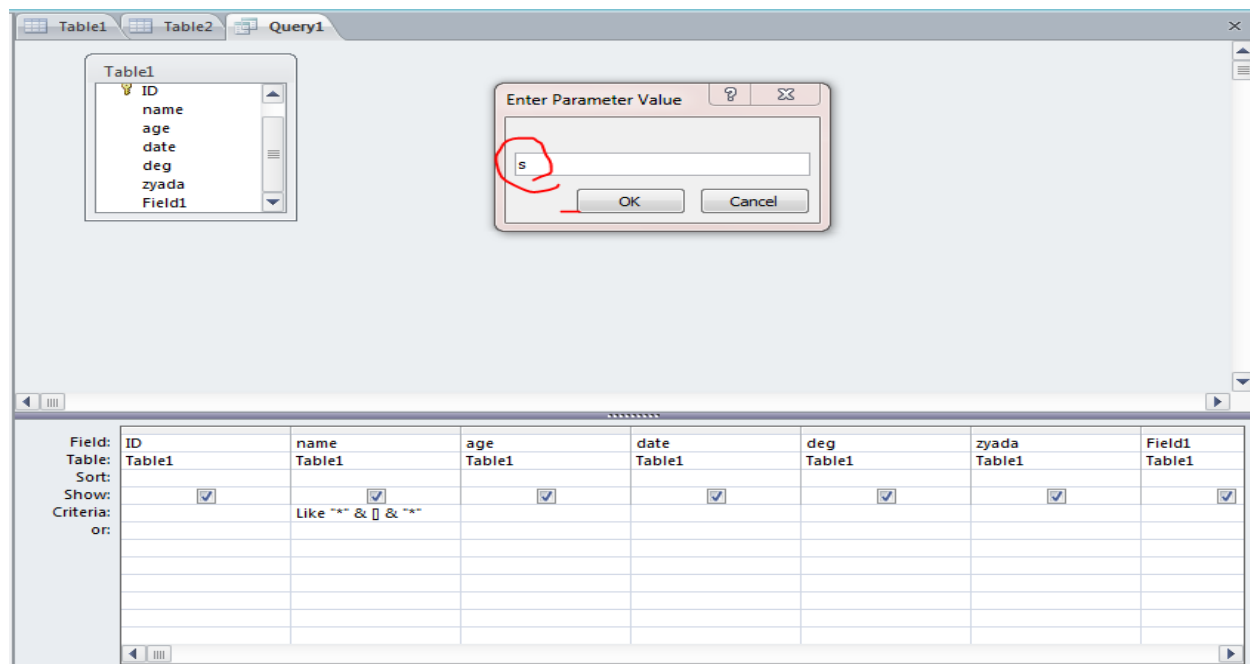 Table1 Table2 Query1
Table1
ID
name
age
date
deg
zyada
Field1
Enter Parameter Value
s
OK Cancel
Field: ID name age date deg zyada Field1
Table: Table1 Table1 Table1 Table1 Table1 Table1 Table1
Sort:
Show:
Criteria: Like "*" & [] & "*"
or: